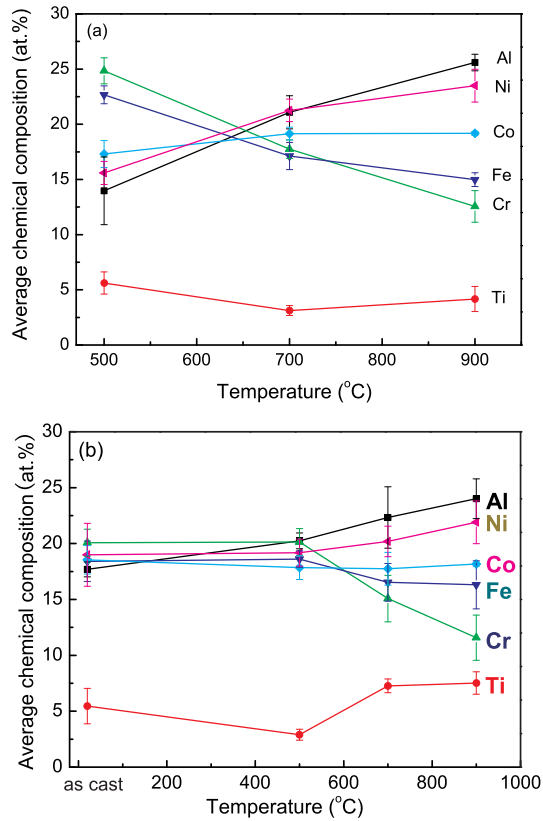 (a)
Average chemical composition (at.%)
30
25
20
15
10
5
0
Al
Ni
Co
Fe
Cr
Ti
500
600
700
800
900
Temperature (°C)
(b)
Average chemical composition (at.%)
30
25
20
15
10
5
0
Al
Ni
Co
Fe
Cr
Ti
as cast
200
400
600
800
1000
Temperature (°C)